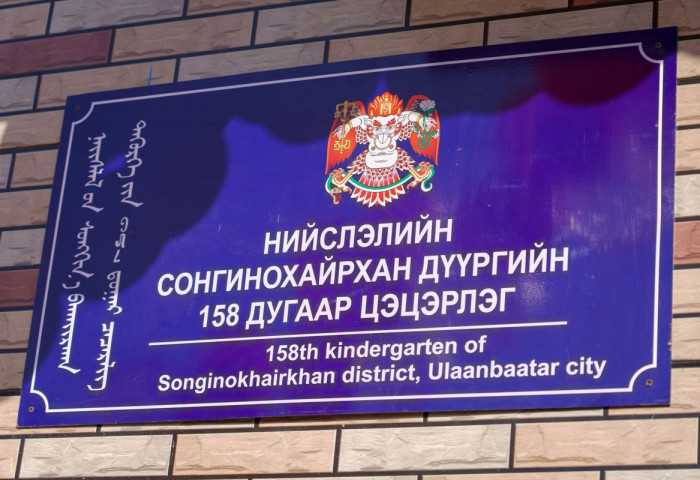 НИЙСЛЭЛИЙН
СОНГИНОХАЙРХАН ДҮҮРГИЙН
158 ДУГААР ЦЭЦЭРЛЭГ
158th kindergarten of
Songinokhairkhan district, Ulaanbaatar city